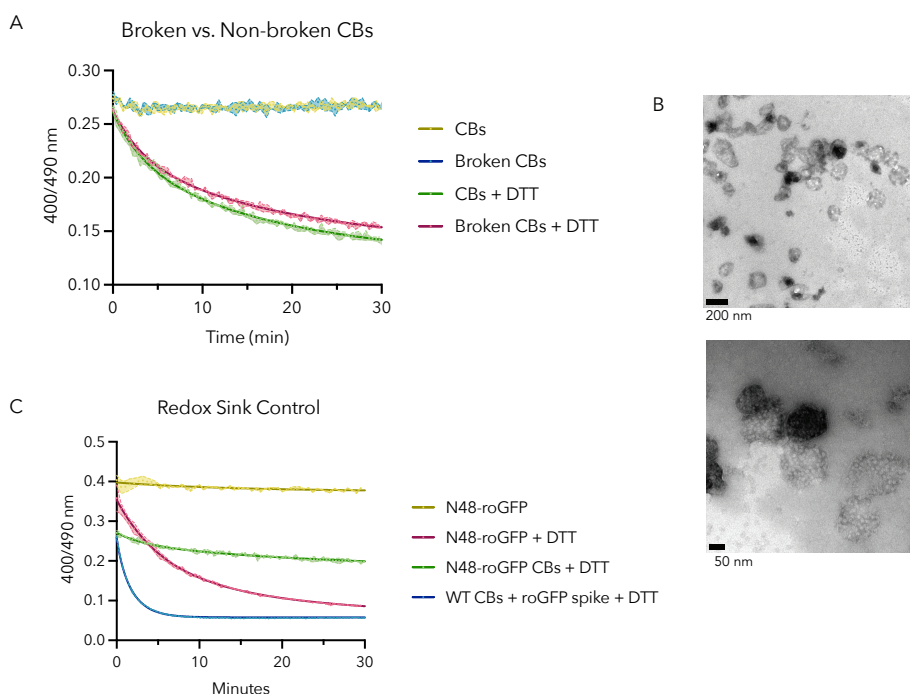 A
Broken vs. Non-broken CBs
0.30
0.25
0.20
0.15
0.10
400/490 nm
0
10
20
30
Time (min)
CBs
Broken CBs
CBs + DTT
Broken CBs + DTT
B
200 nm
50 nm
C
Redox Sink Control
0.5
0.4
0.3
0.2
0.1
0.0
400/490 nm
0
10
20
30
Minutes
N48-roGFP
N48-roGFP + DTT
N48-roGFP CBs + DTT
WT CBs + roGFP spike + DTT